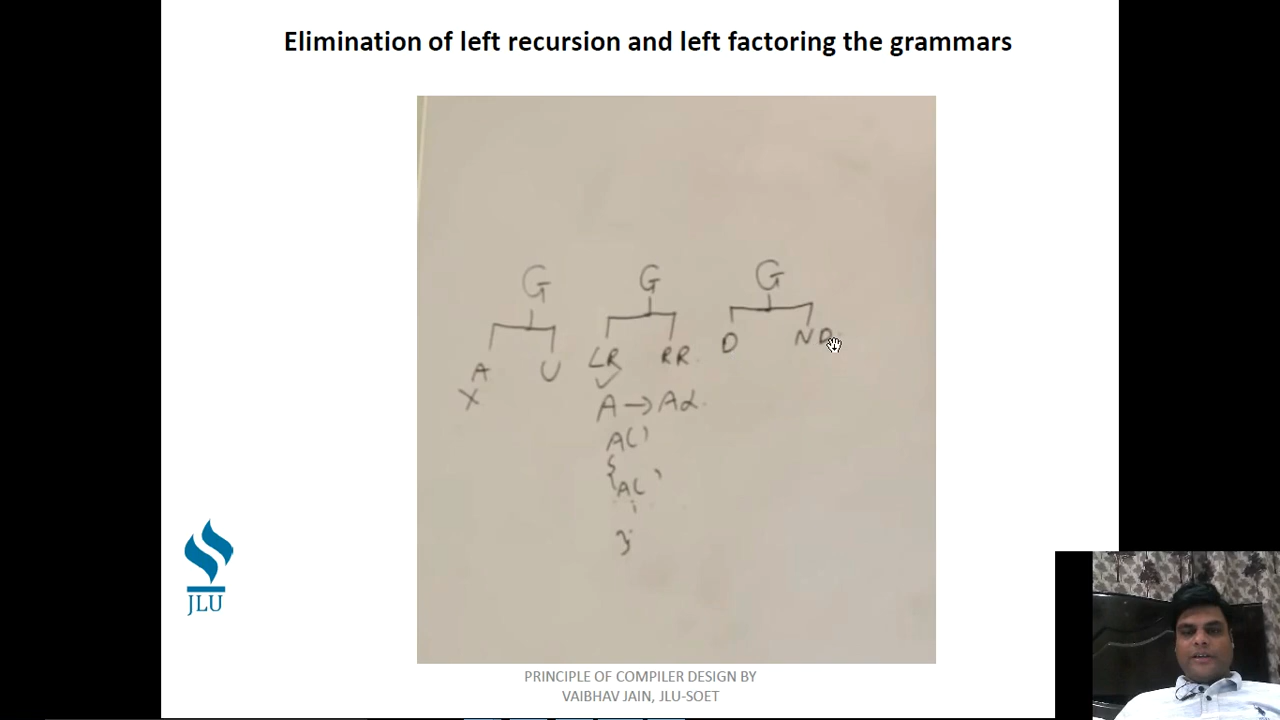 Elimination of left recursion and left factoring the grammars
G G G
A U LR RR D ND
X ✓
A → Aα
A()
{
A()
;
}
JLU
PRINCIPLE OF COMPILER DESIGN BY
VAIBHAV JAIN, JLU-SOET